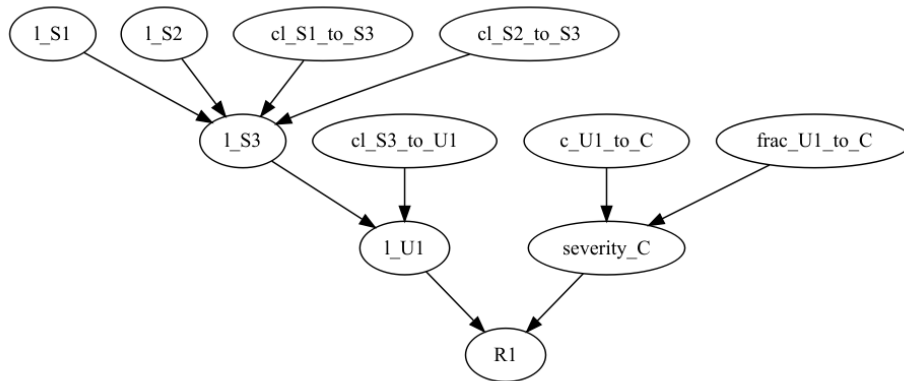 l_S1 l_S2 cl_S1_to_S3 cl_S2_to_S3
l_S3 cl_S3_to_U1 c_U1_to_C frac_U1_to_C
l_U1 severity_C
R1